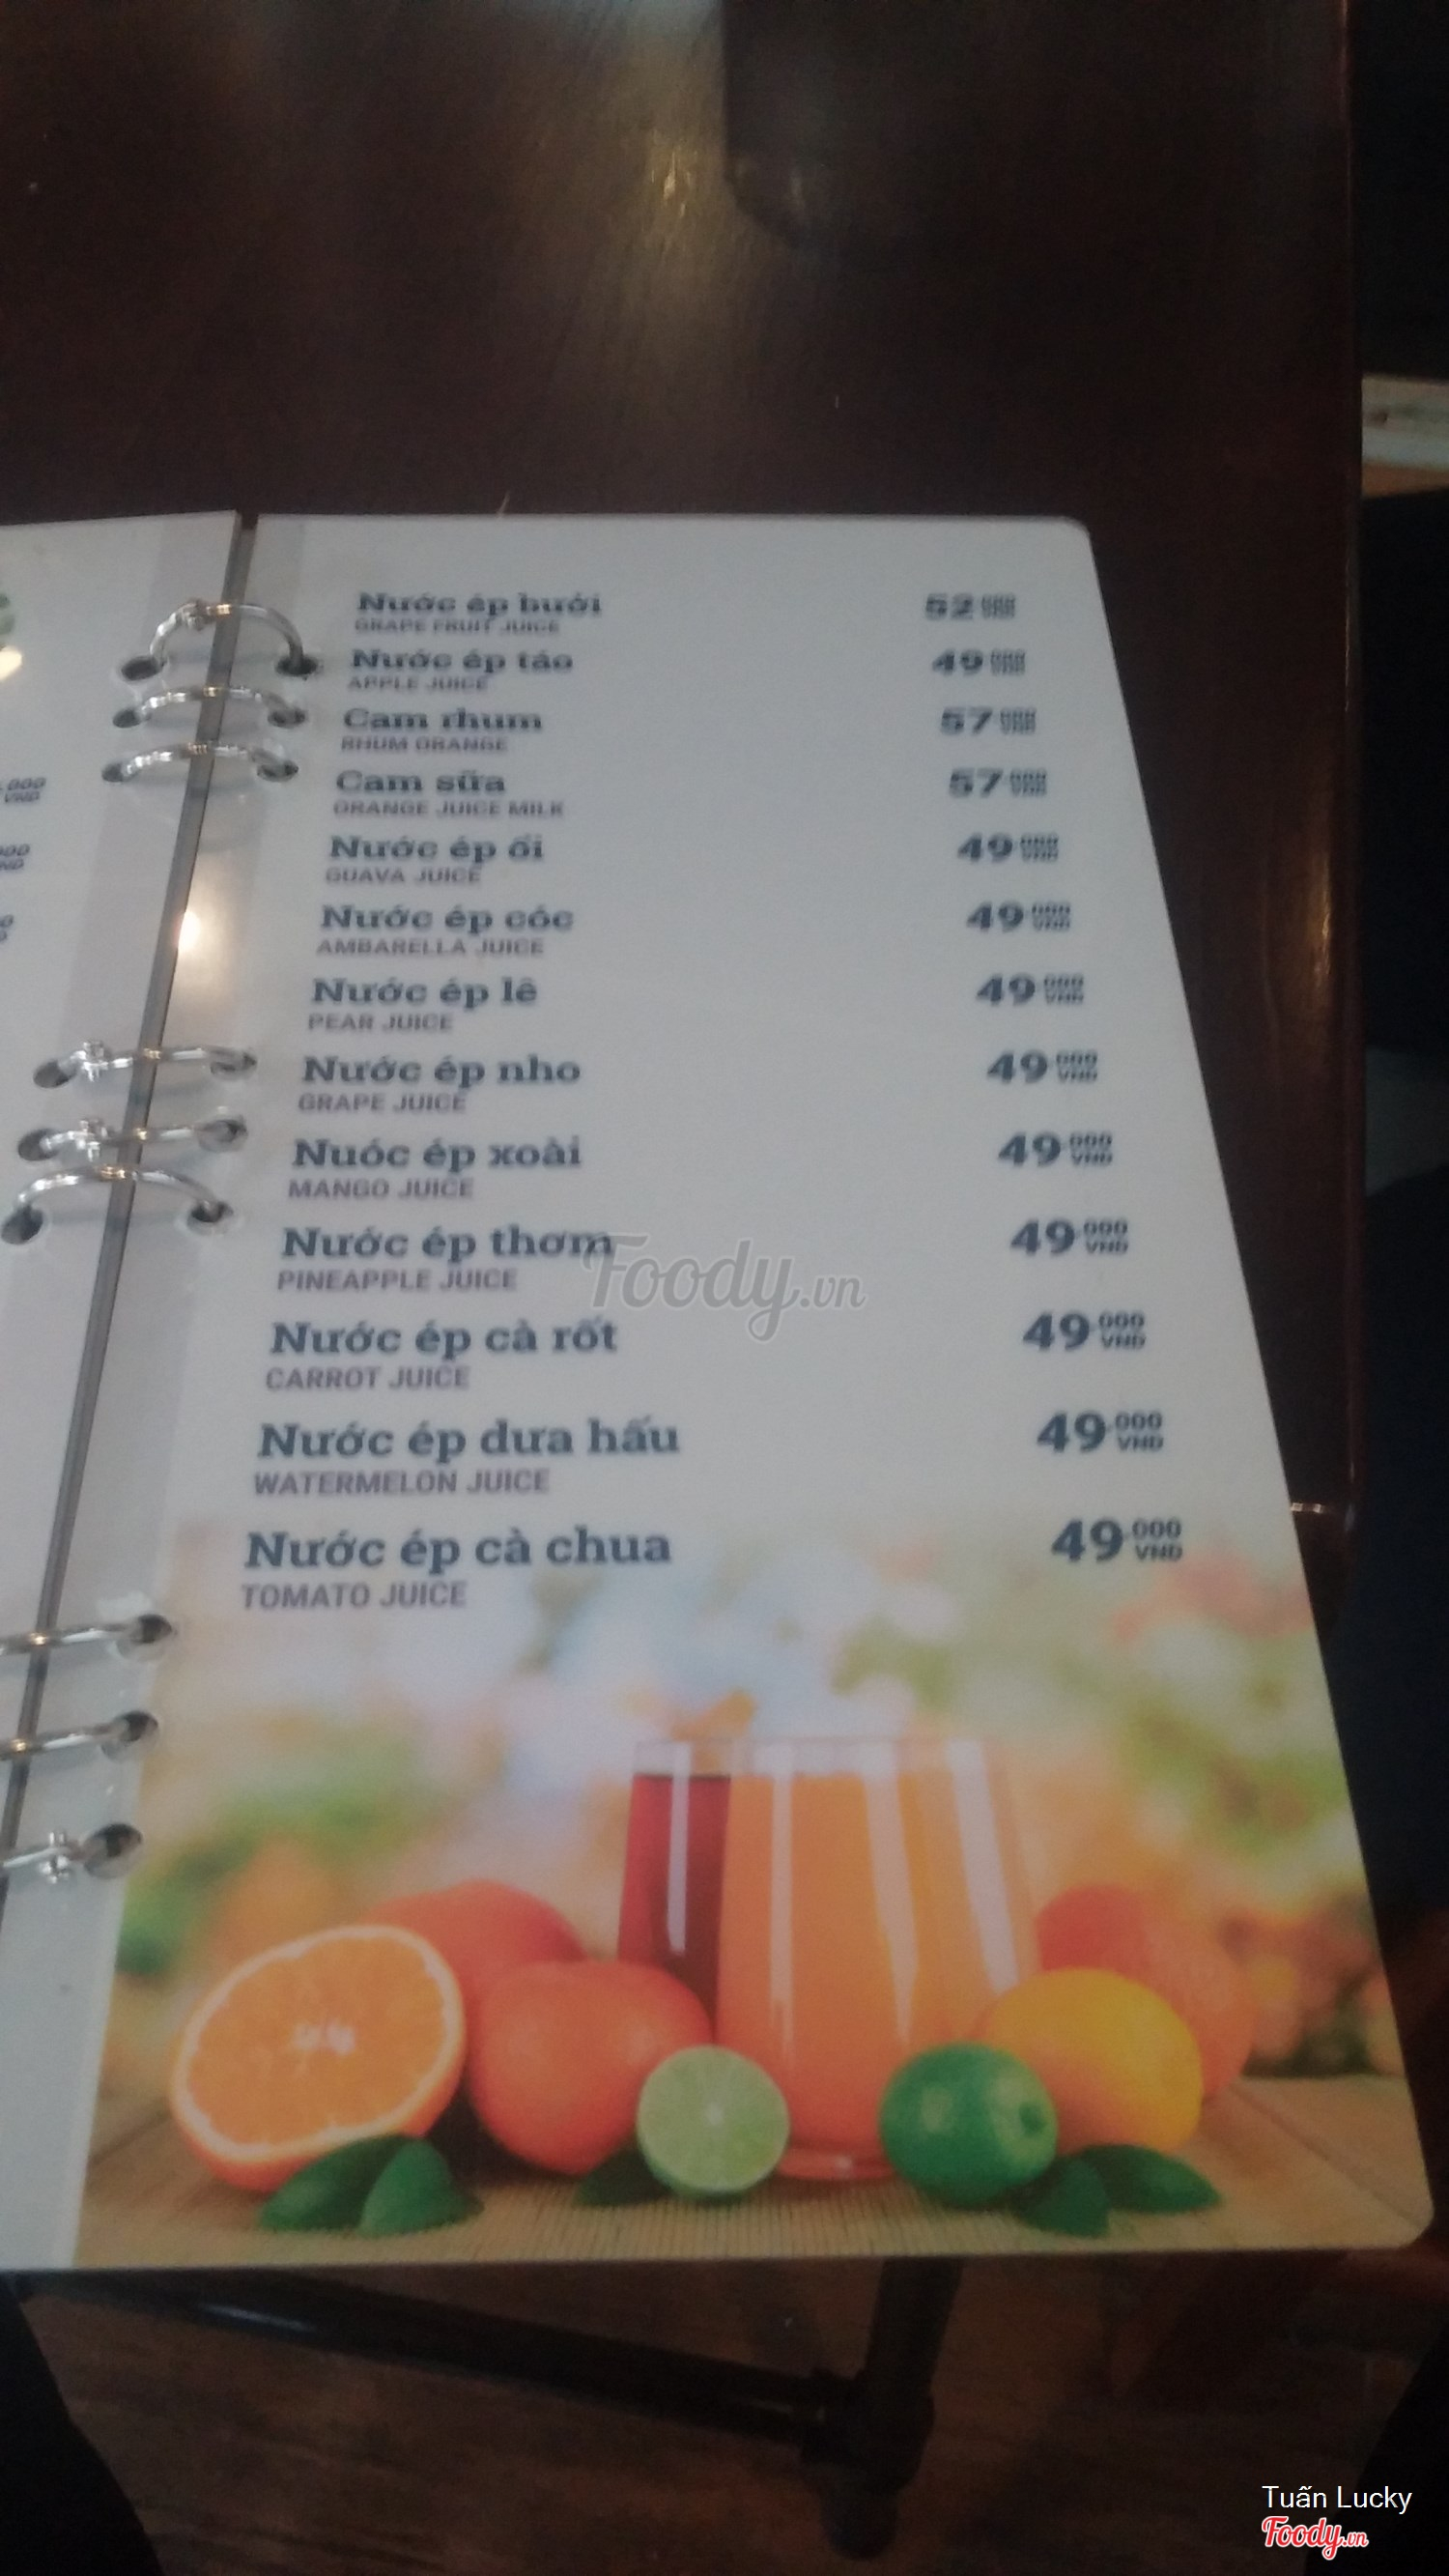 Nước ép bưởi 52.000 VND
GRAPE FRUIT JUICE
Nước ép táo 49.000 VND
APPLE JUICE
Cam rhum 57.000 VND
RHUM ORANGE
Cam sữa 57.000 VND
ORANGE JUICE MILK
Nước ép ổi 49.000 VND
GUAVA JUICE
Nước ép cóc 49.000 VND
AMBARELLA JUICE
Nước ép lê 49.000 VND
PEAR JUICE
Nước ép nho 49.000 VND
GRAPE JUICE
Nuóc ép xoài 49.000 VND
MANGO JUICE
Nước ép thơm 49.000 VND
PINEAPPLE JUICE
Nước ép cà rốt 49.000 VND
CARROT JUICE
Nước ép dưa hấu 49.000 VND
WATERMELON JUICE
Nước ép cà chua 49.000 VND
TOMATO JUICE
Foody.vn
Tuấn Lucky
Foody.vn